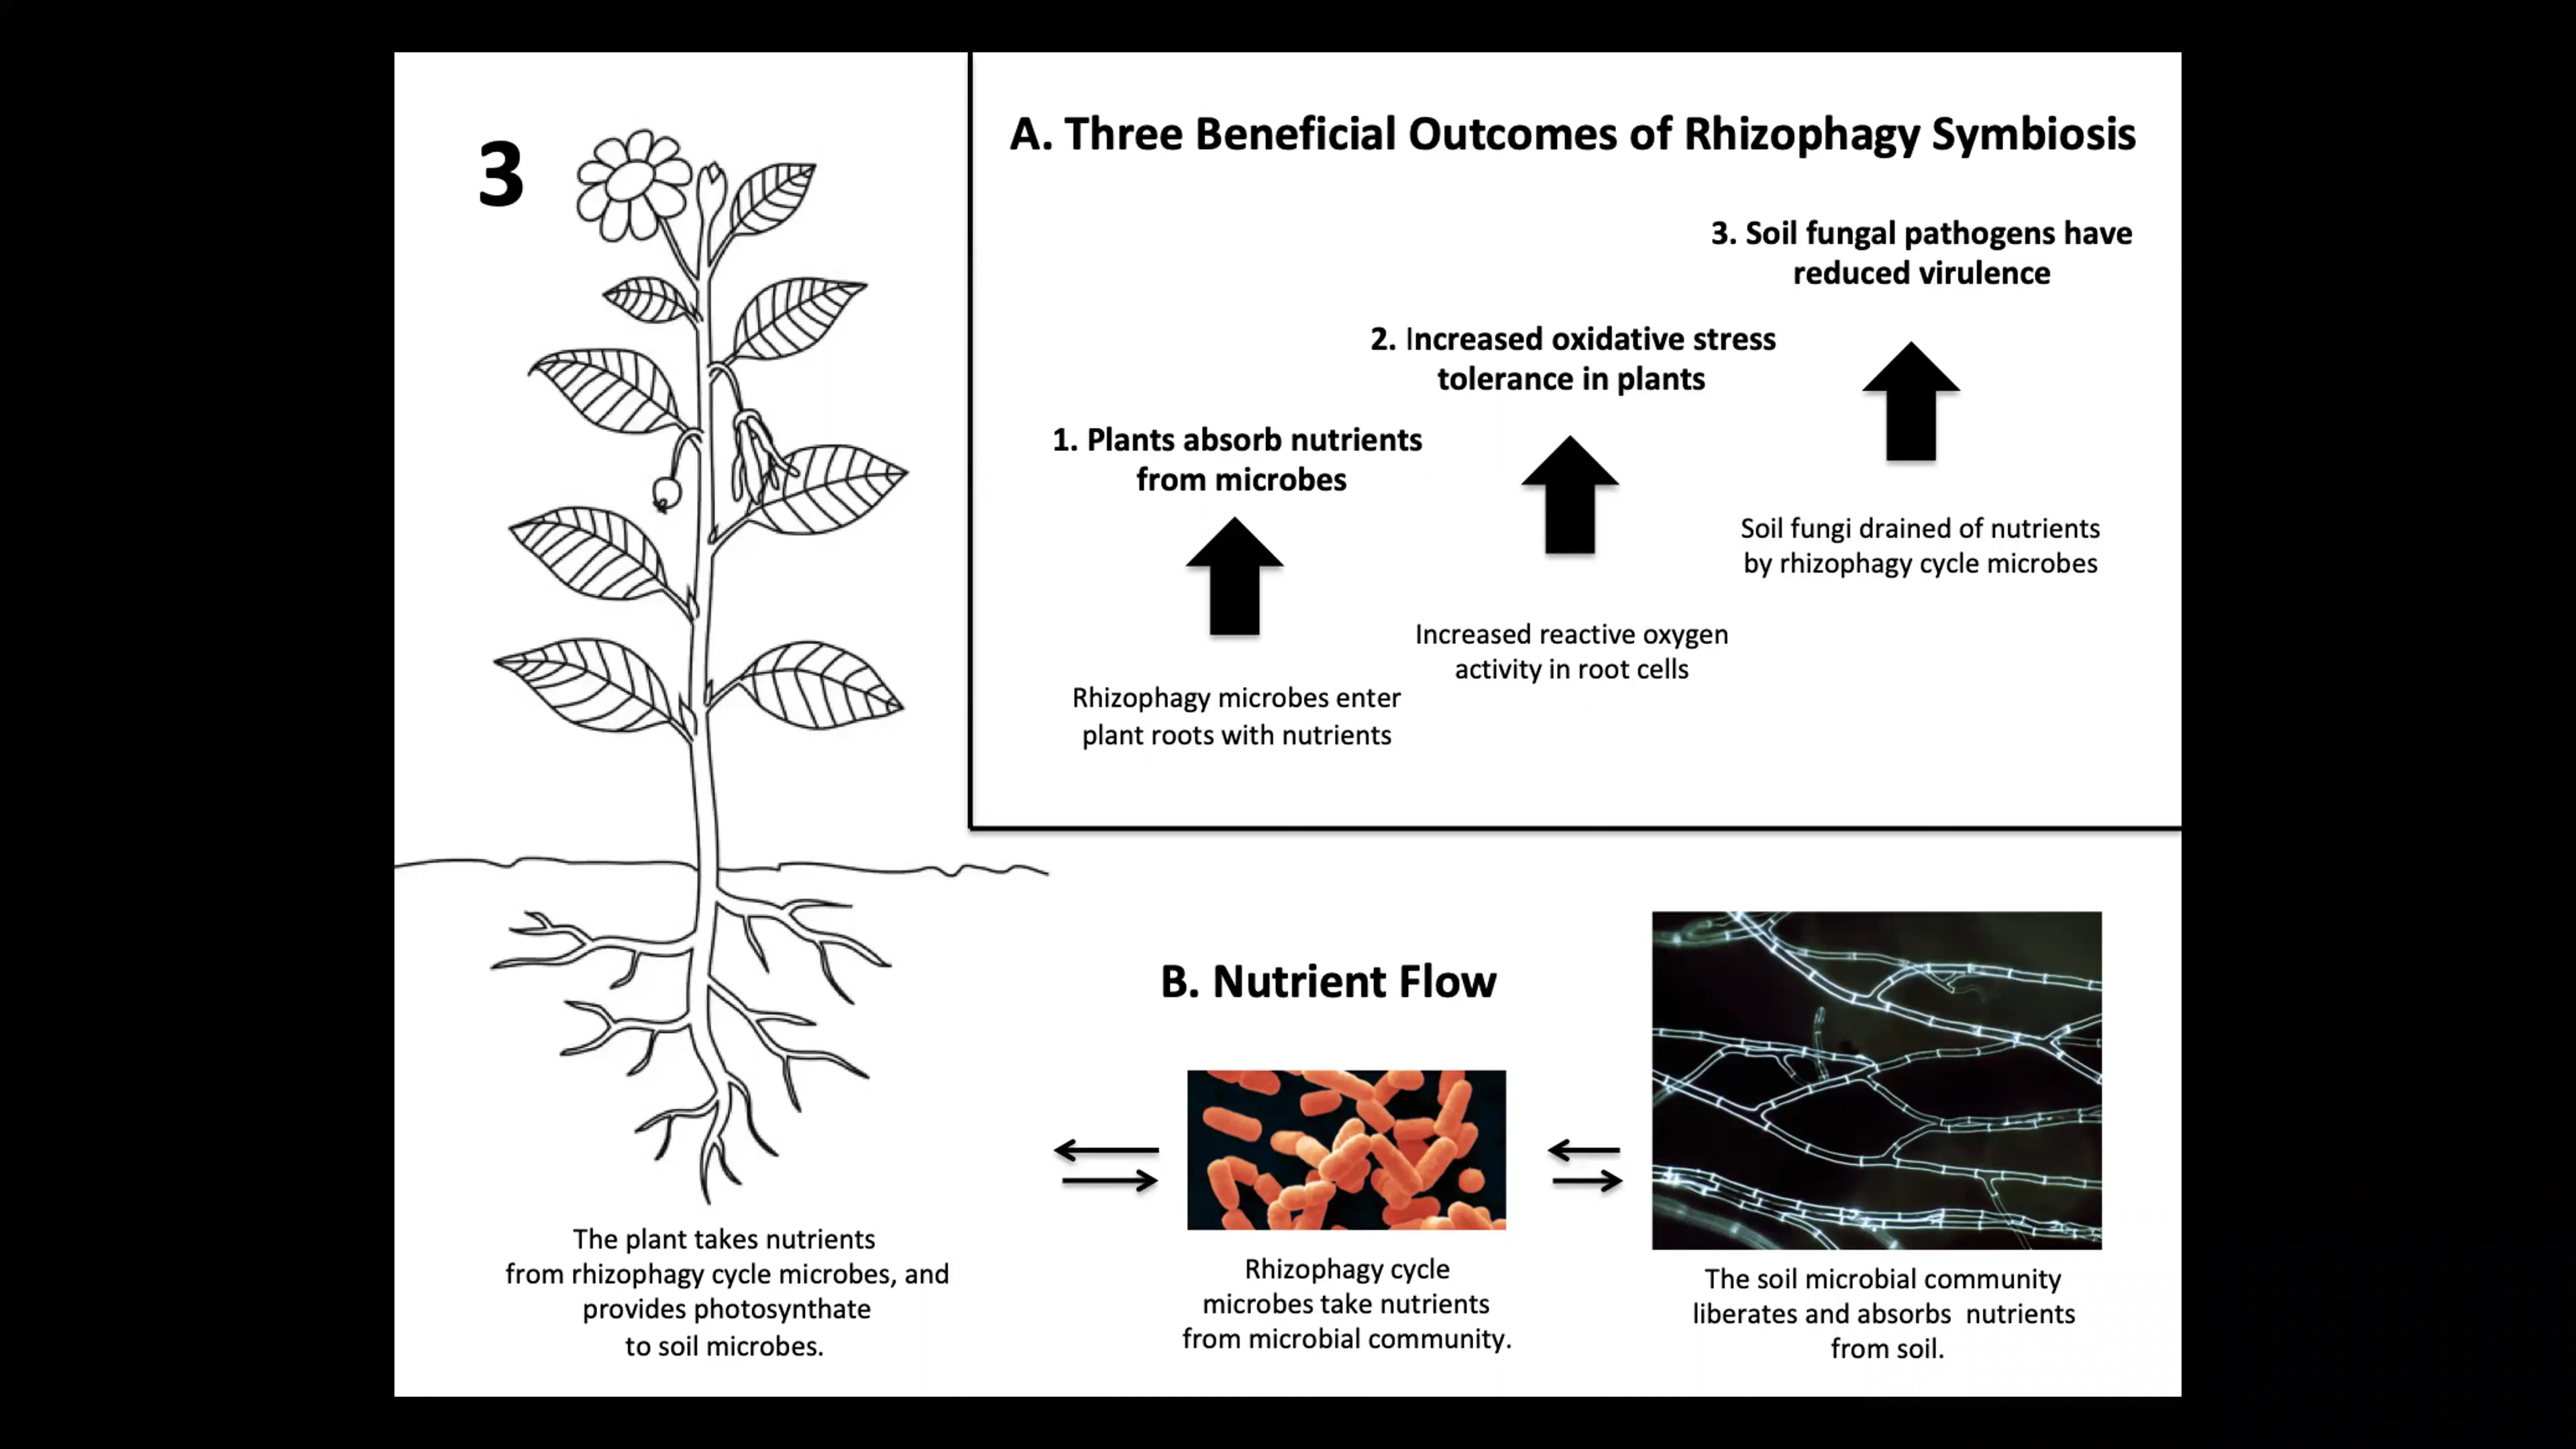 3
A. Three Beneficial Outcomes of Rhizophagy Symbiosis
3. Soil fungal pathogens have
reduced virulence
2. Increased oxidative stress
tolerance in plants
1. Plants absorb nutrients
from microbes
Soil fungi drained of nutrients
by rhizophagy cycle microbes
Increased reactive oxygen
activity in root cells
Rhizophagy microbes enter
plant roots with nutrients
B. Nutrient Flow
The plant takes nutrients
from rhizophagy cycle microbes, and
provides photosynthate
to soil microbes.
Rhizophagy cycle
microbes take nutrients
from microbial community.
The soil microbial community
liberates and absorbs  nutrients
from soil.